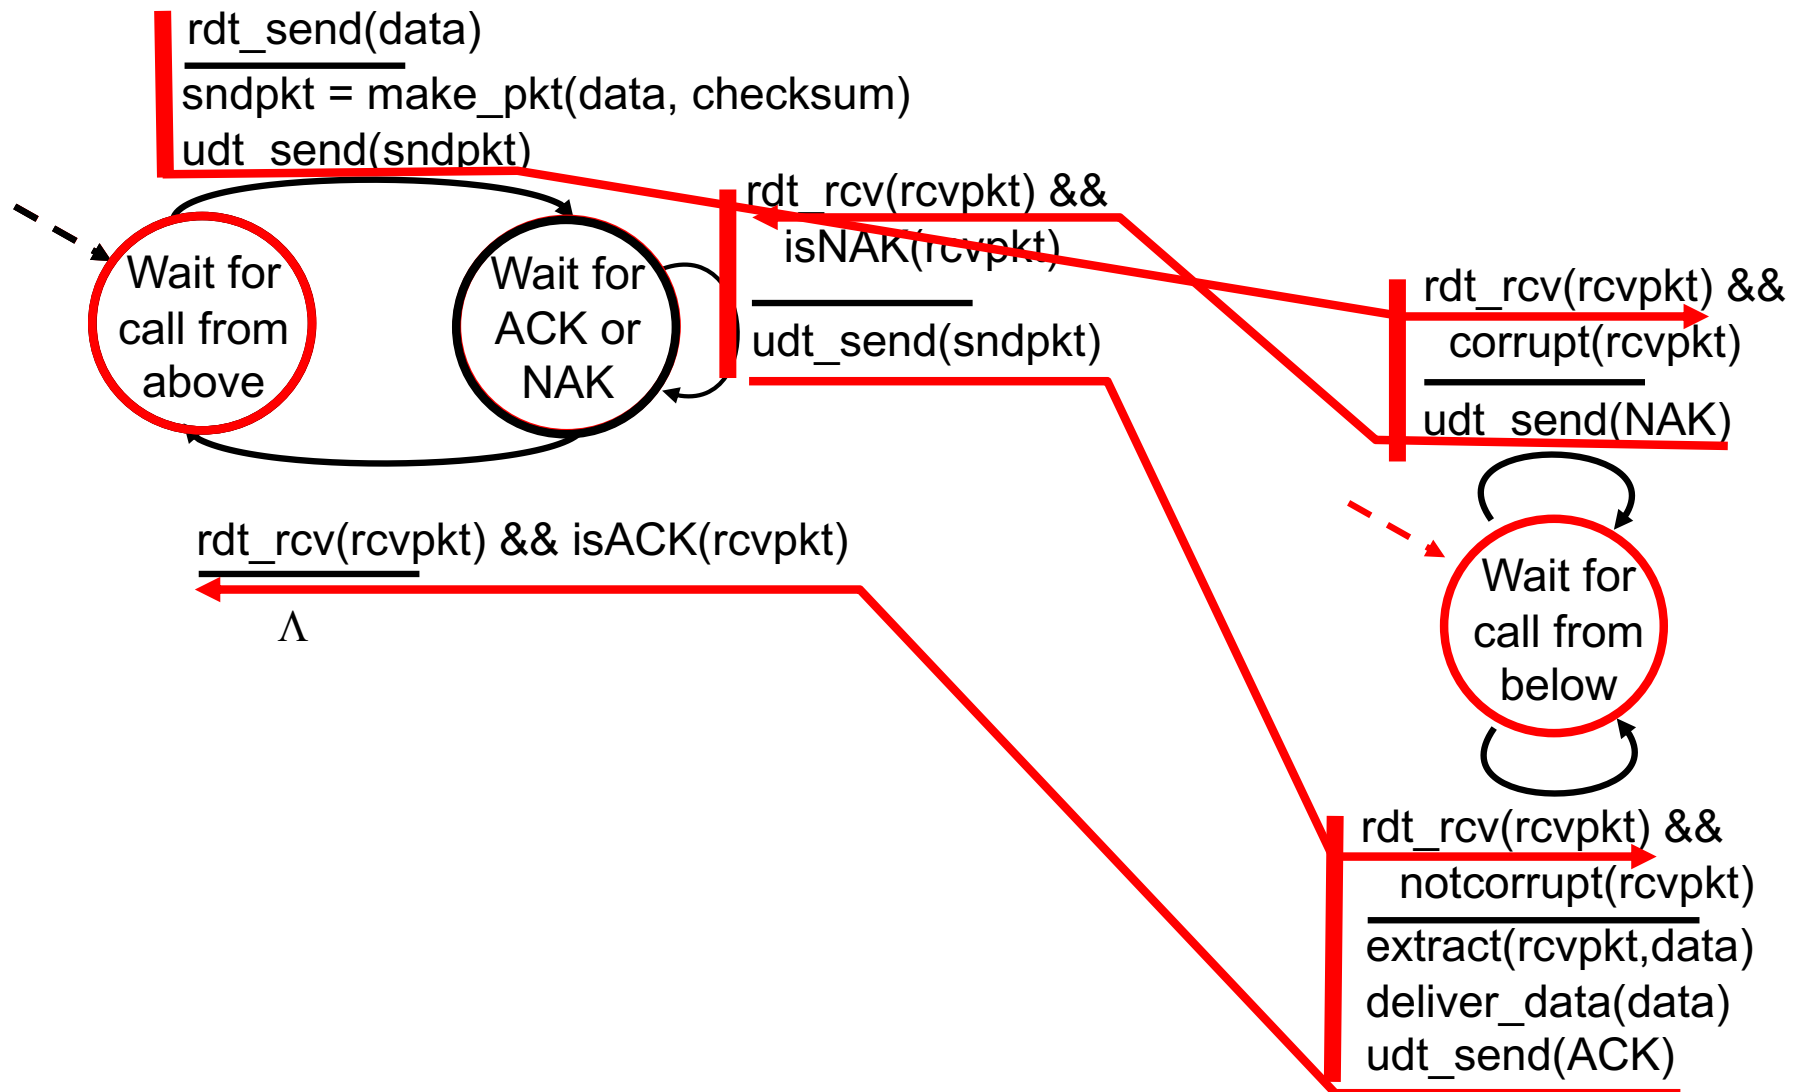 rdt_send(data)
sndpkt = make_pkt(data, checksum)
udt_send(sndpkt)
Wait for
call from
above
Wait for
ACK or
NAK
rdt_rcv(rcvpkt) &&
isNAK(rcvpkt)
udt_send(sndpkt)
rdt_rcv(rcvpkt) && isACK(rcvpkt)
Λ
rdt_rcv(rcvpkt) &&
corrupt(rcvpkt)
udt_send(NAK)
Wait for
call from
below
rdt_rcv(rcvpkt) &&
notcorrupt(rcvpkt)
extract(rcvpkt,data)
deliver_data(data)
udt_send(ACK)